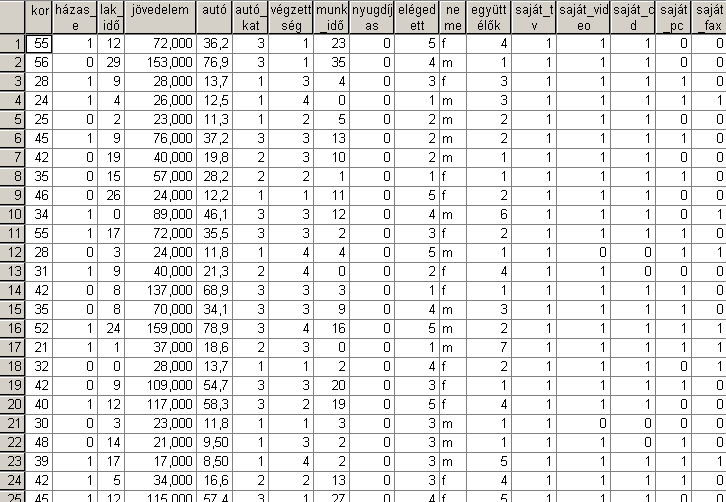 kor házas_e lak_idő jövedelem autó autó_kat végzettség munk_idő nyugdíjas elégedett neme együttélők saját_tv saját_video saját_cd saját_pc saját_fax
1 55 1 12 72,000 36,2 3 1 23 0 5 f 4 1 1 1 0 0
2 56 0 29 153,000 76,9 3 1 35 0 4 m 1 1 1 1 0 0
3 28 1 9 28,000 13,7 1 3 4 0 3 f 3 1 1 1 1 0
4 24 1 4 26,000 12,5 1 4 0 0 1 m 3 1 1 1 1 1
5 25 0 2 23,000 11,3 1 2 5 0 2 m 2 1 1 1 0 0
6 45 1 9 76,000 37,2 3 3 13 0 2 m 2 1 1 1 1 0
7 42 0 19 40,000 19,8 2 3 10 0 2 m 1 1 1 1 0 0
8 35 0 15 57,000 28,2 2 2 1 0 1 f 1 1 1 1 1 0
9 46 0 26 24,000 12,2 1 1 11 0 5 f 2 1 1 1 0 0
10 34 1 0 89,000 46,1 3 3 12 0 4 m 6 1 1 1 0 1
11 55 1 17 72,000 35,5 3 3 2 0 3 f 2 1 1 1 1 0
12 28 0 3 24,000 11,8 1 4 4 0 5 m 1 1 0 0 1 1
13 31 1 9 40,000 21,3 2 4 0 0 2 f 4 1 1 0 0 0
14 42 0 8 137,000 68,9 3 3 3 0 1 f 1 1 1 1 1 0
15 35 0 8 70,000 34,1 3 3 9 0 4 m 3 1 1 1 1 0
16 52 1 24 159,000 78,9 3 4 16 0 5 m 2 1 1 1 1 1
17 21 1 1 37,000 18,6 2 3 0 0 1 m 7 1 1 1 1 1
18 32 0 0 28,000 13,7 1 1 2 0 4 f 2 1 1 1 0 1
19 42 0 9 109,000 54,7 3 3 20 0 3 f 1 1 1 1 1 0
20 40 1 12 117,000 58,3 3 2 19 0 5 f 4 1 1 1 0 0
21 30 0 3 23,000 11,8 1 1 3 0 3 m 1 1 0 0 0 0
22 48 0 14 21,000 9,50 1 3 2 0 3 m 1 1 1 0 1 0
23 39 1 17 17,000 8,50 1 4 2 0 3 m 5 1 1 1 1 1
24 42 1 5 34,000 16,6 2 2 13 0 3 f 4 1 1 1 1 0
25 45 1 12 115,000 57,4 3 1 27 0 4 f 5 1 1 1 0 0